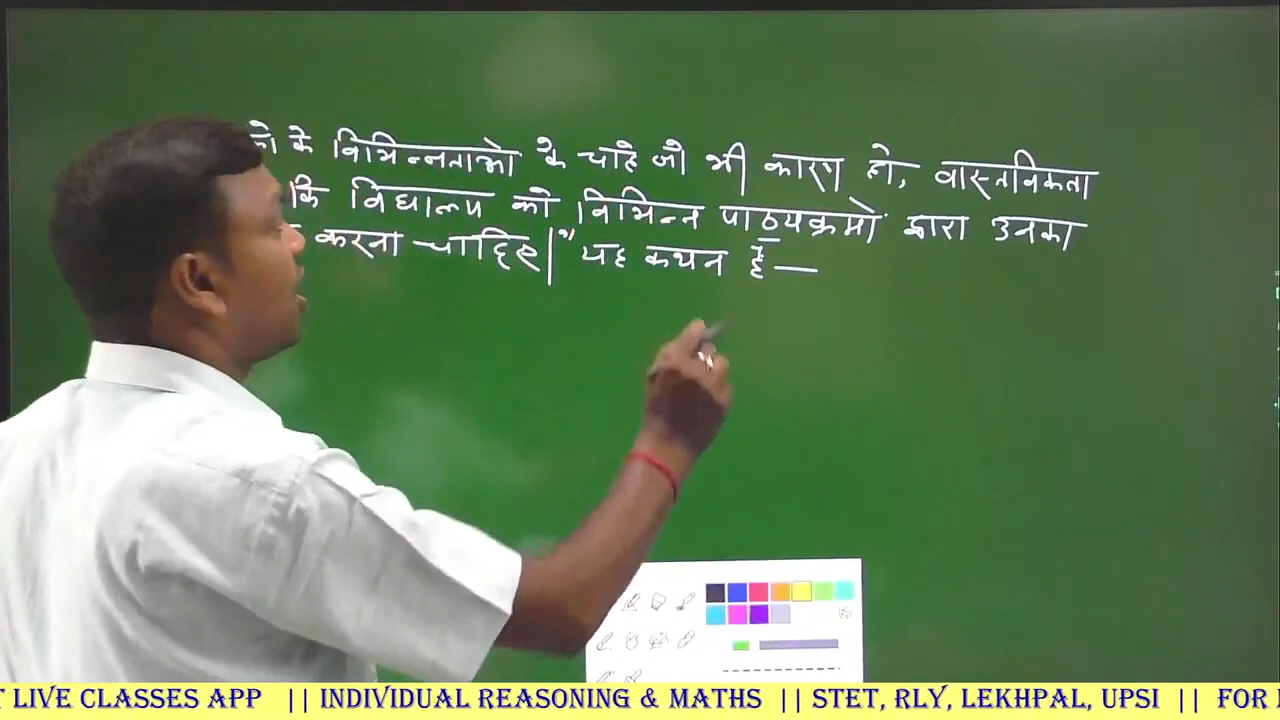 के विभिन्नताओ के चाहे जो भी कारण हो, वास्तविकता
कि विद्यालय को विभिन्न पाठ्यक्रमों द्वारा उनका
करना चाहिए।" यह कथन है —
LIVE CLASSES APP || INDIVIDUAL REASONING & MATHS || STET, RLY, LEKHPAL, UPSI || FOR